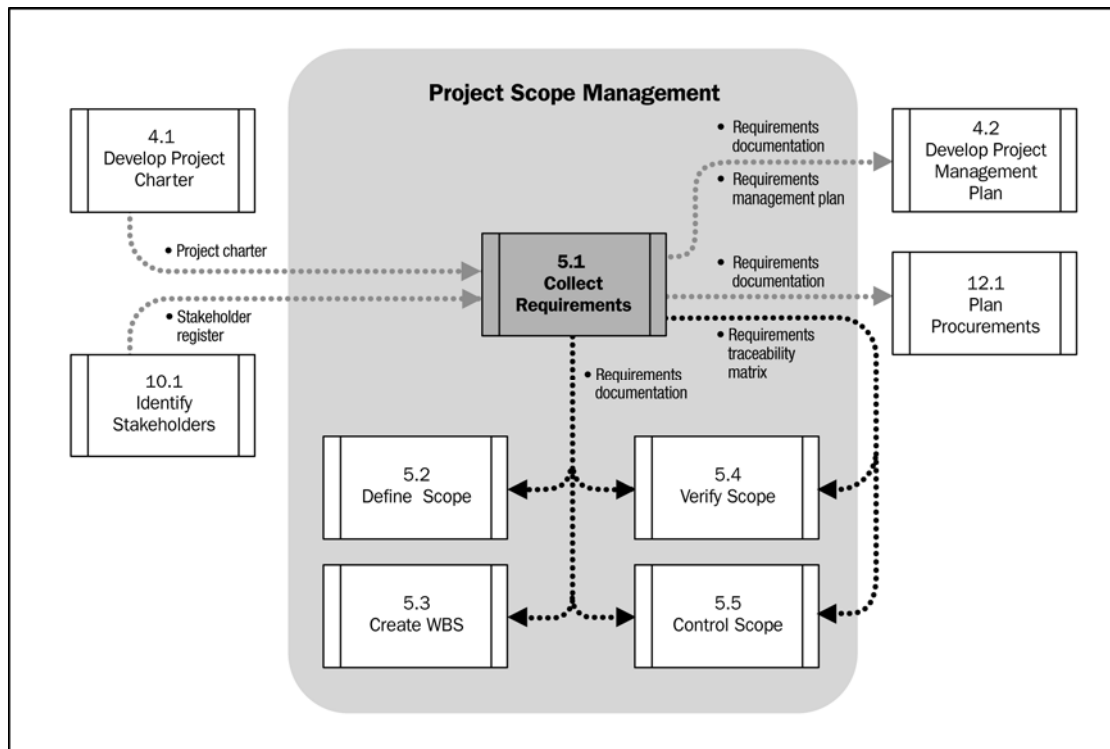 Project Scope Management
4.1
Develop Project
Charter
• Project charter
• Stakeholder
register
10.1
Identify
Stakeholders
5.1
Collect
Requirements
• Requirements
documentation
• Requirements
management plan
4.2
Develop Project
Management
Plan
• Requirements
documentation
12.1
Plan
Procurements
• Requirements
traceability
matrix
• Requirements
documentation
5.2
Define Scope
5.4
Verify Scope
5.3
Create WBS
5.5
Control Scope